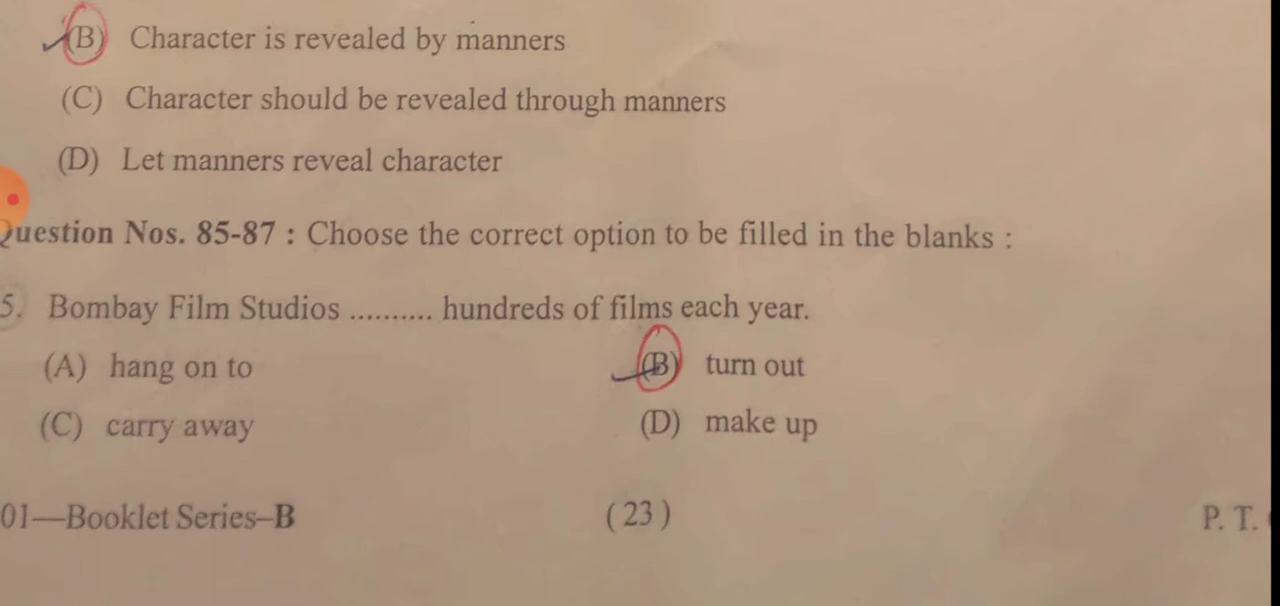 (B) Character is revealed by manners
(C) Character should be revealed through manners
(D) Let manners reveal character
Question Nos. 85-87 : Choose the correct option to be filled in the blanks :
5. Bombay Film Studios .......... hundreds of films each year.
(A) hang on to
(B) turn out
(C) carry away
(D) make up
01—Booklet Series–B
(23)
P. T.